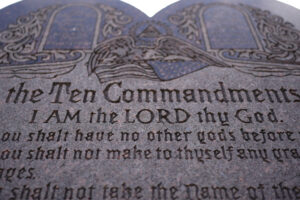 the Ten Commandments
I AM the LORD thy God.
ou shalt have no other gods before
ou shalt not make to thyself any gra
ages.
u shalt not take the Name of the